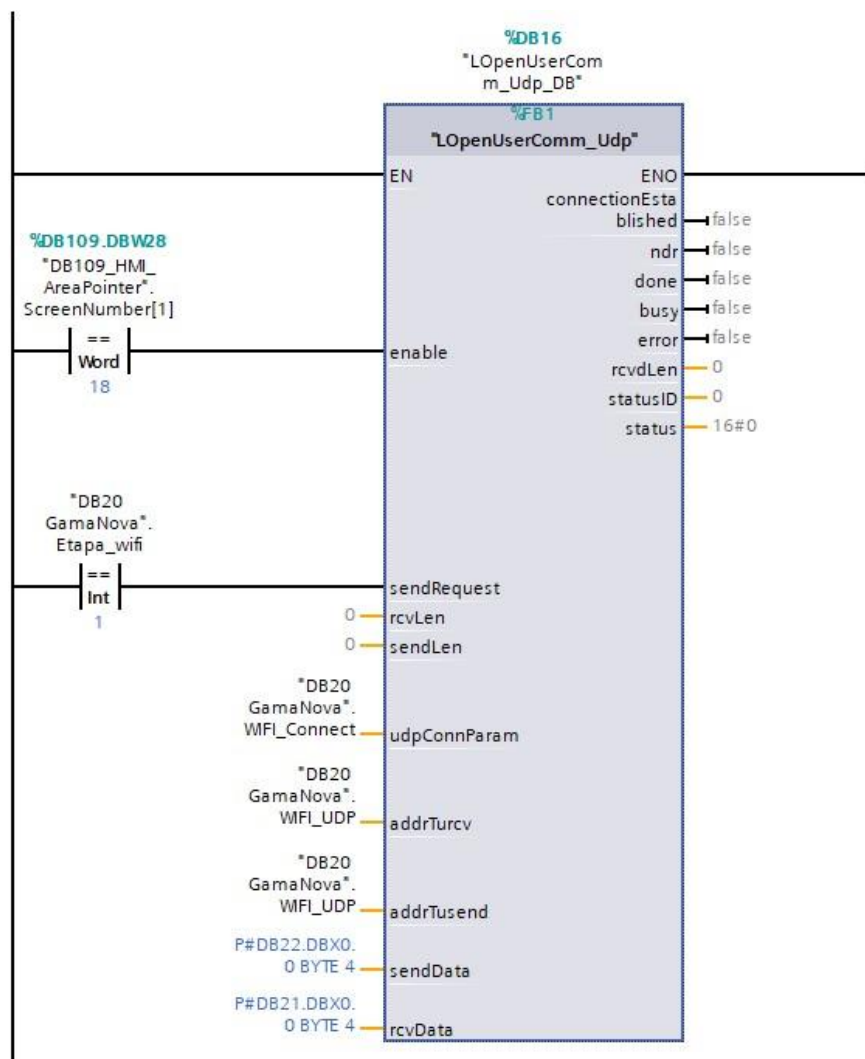 %DB16
"LOpenUserCom
m_Udp_DB"
%FB1
"LOpenUserComm_Udp"
EN
ENO
connectionEsta
blished
false
%DB109.DBW28
"DB109_HMI_
AreaPointer".
ScreenNumber[1]
ndr
false
done
false
busy
false
==
Word
18
enable
error
false
rcvdLen
0
statusID
0
status
16#0
"DB20
GamaNova".
Etapa_wifi
==
Int
1
sendRequest
0
rcvLen
0
sendLen
"DB20
GamaNova".
WIFI_Connect
udpConnParam
"DB20
GamaNova".
WIFI_UDP
addrTurcv
"DB20
GamaNova".
WIFI_UDP
addrTusend
P#DB22.DBX0.
0 BYTE 4
sendData
P#DB21.DBX0.
0 BYTE 4
rcvData